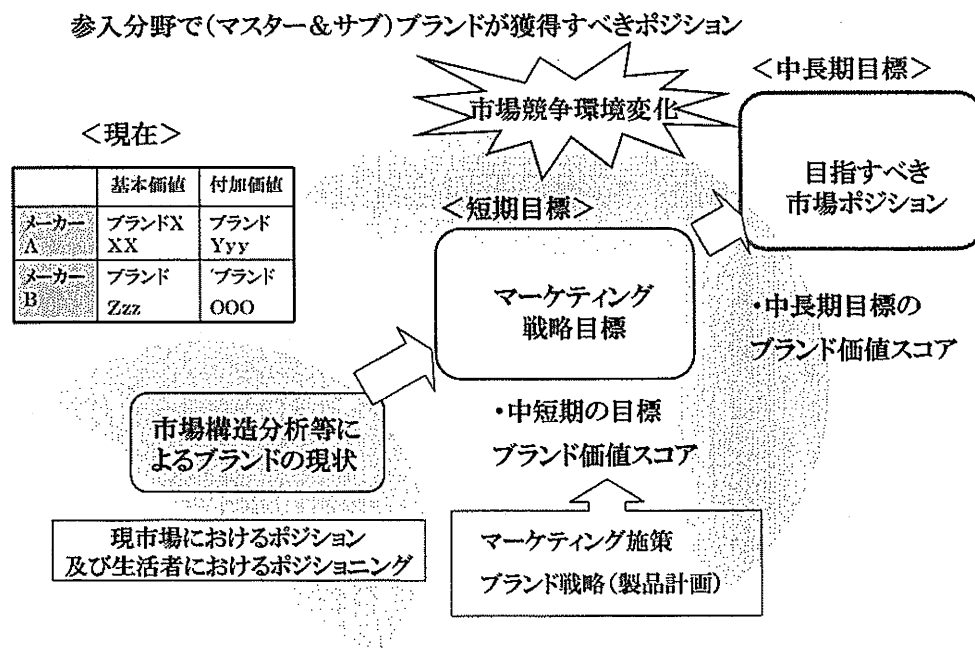 参入分野で(マスター&サブ)ブランドが獲得すべきポジション
<中長期目標>
市場競争環境変化
目指すべき
市場ポジション
<現在>
基本価値 付加価値
メーカー
A
ブランドX
XX
ブランド
Yyy
メーカー
B
ブランド
Zzz
ブランド
OOO
<短期目標>
マーケティング
戦略目標
・中長期目標の
ブランド価値スコア
市場構造分析等に
よるブランドの現状
・中短期の目標
ブランド価値スコア
現市場におけるポジション
及び生活者におけるポジショニング
マーケティング施策
ブランド戦略(製品計画)